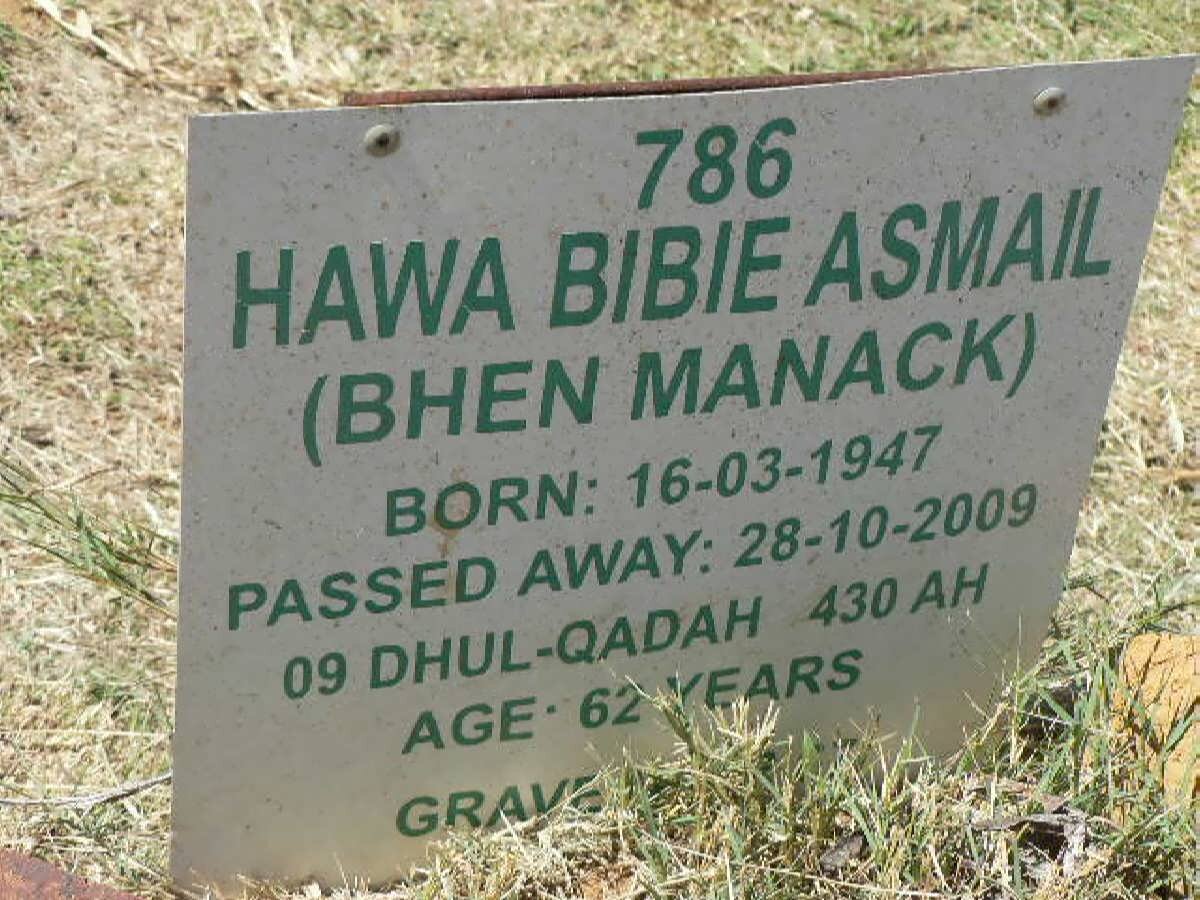 786
HAWA BIBIE ASMAIL
(BHEN MANACK)
BORN: 16-03-1947
PASSED AWAY: 28-10-2009
09 DHUL-QADAH 430 AH
AGE: 62 YEARS
GRAVE